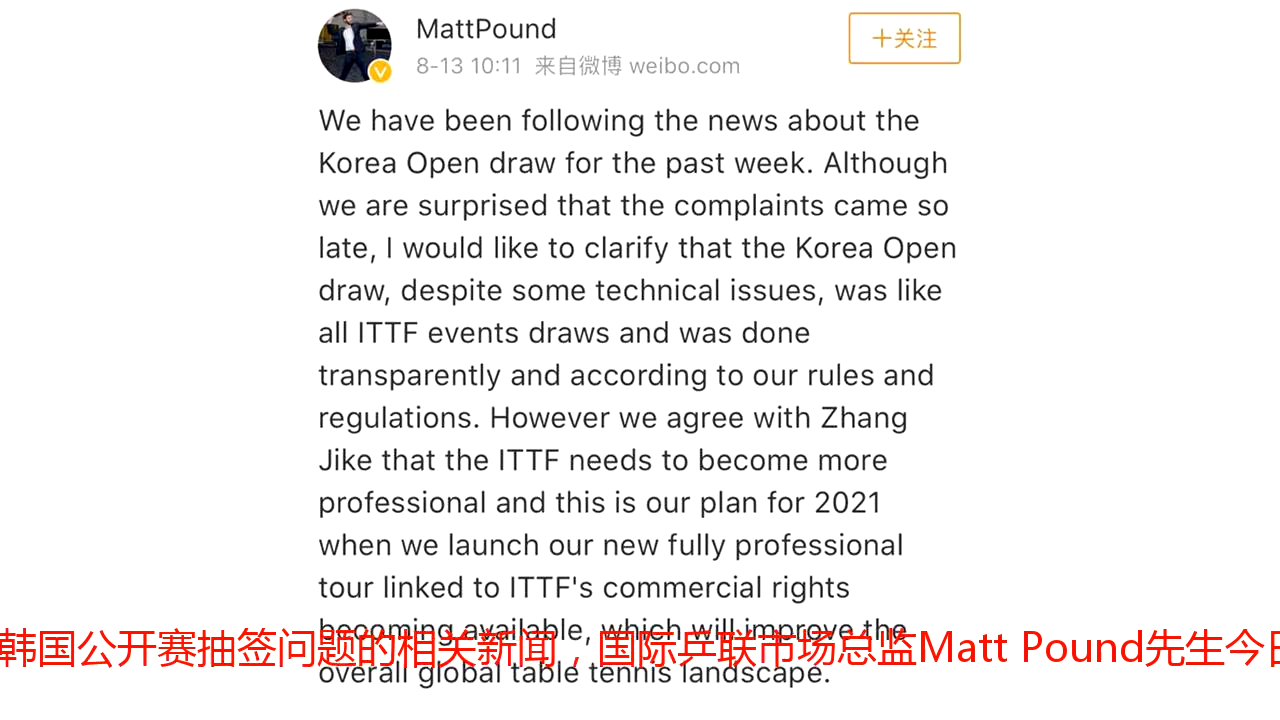 MattPound
十关注
8-13 10:11 来自微博 weibo.com
We have been following the news about the
Korea Open draw for the past week. Although
we are surprised that the complaints came so
late, I would like to clarify that the Korea Open
draw, despite some technical issues, was like
all ITTF events draws and was done
transparently and according to our rules and
regulations. However we agree with Zhang
Jike that the ITTF needs to become more
professional and this is our plan for 2021
when we launch our new fully professional
tour linked to ITTF's commercial rights
becoming available, which will improve the
韩国公开赛抽签问题的相关新闻，国际乒联市场总监Matt Pound先生今日
overall global table tennis landscape.